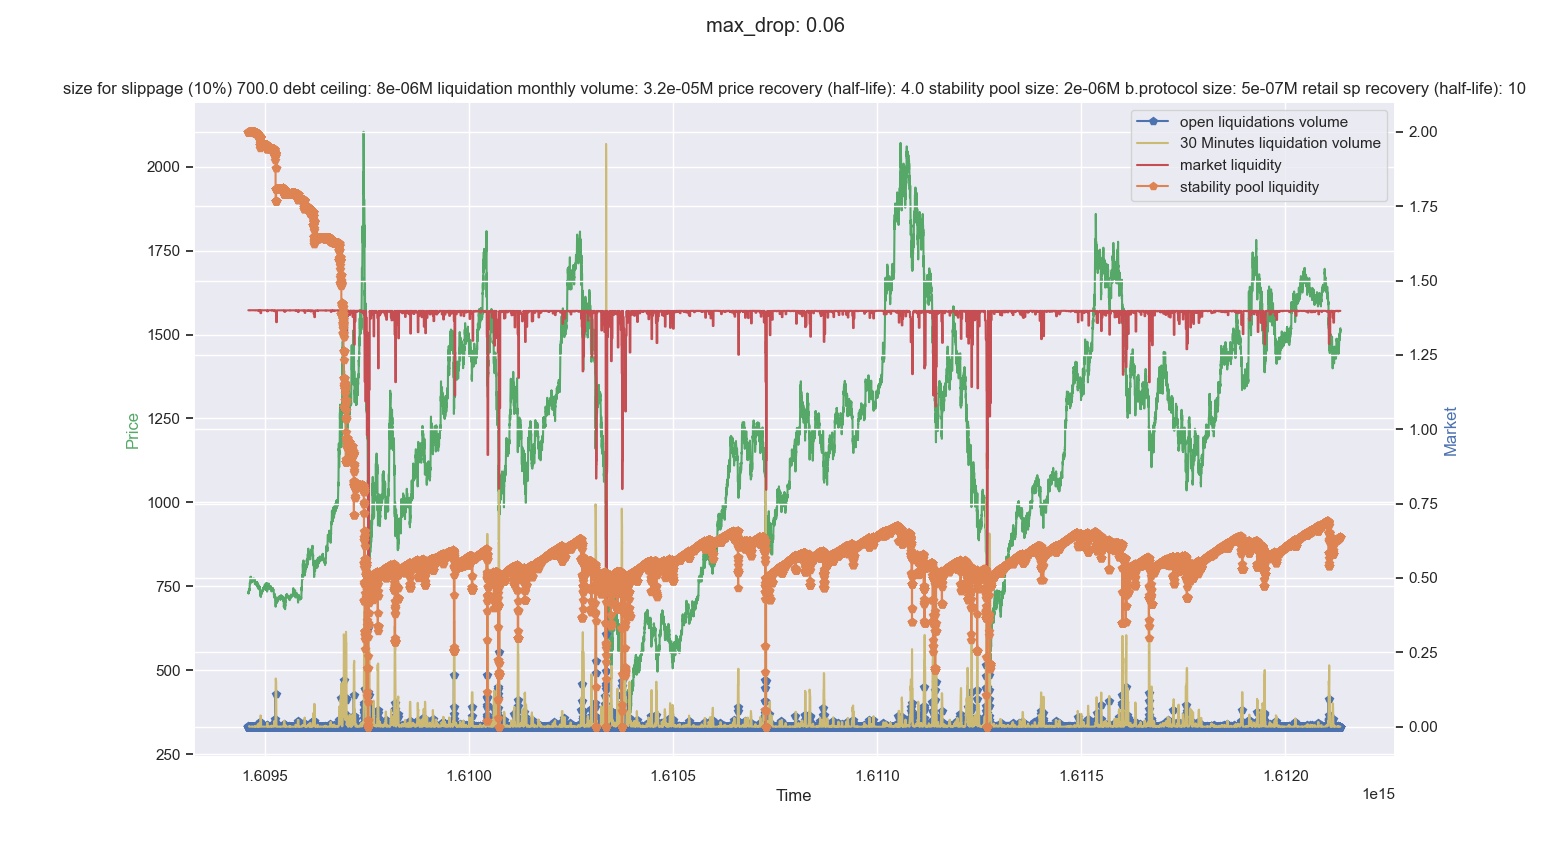 max_drop: 0.06
size for slippage (10%) 700.0 debt ceiling: 8e-06M liquidation monthly volume: 3.2e-05M price recovery (half-life): 4.0 stability pool size: 2e-06M b.protocol size: 5e-07M retail sp recovery (half-life): 10
open liquidations volume
30 Minutes liquidation volume
market liquidity
stability pool liquidity
2000
1750
1500
1250
1000
750
500
250
Price
2.00
1.75
1.50
1.25
1.00
0.75
0.50
0.25
0.00
Market
1.6095 1.6100 1.6105 1.6110 1.6115 1.6120
1e15
Time